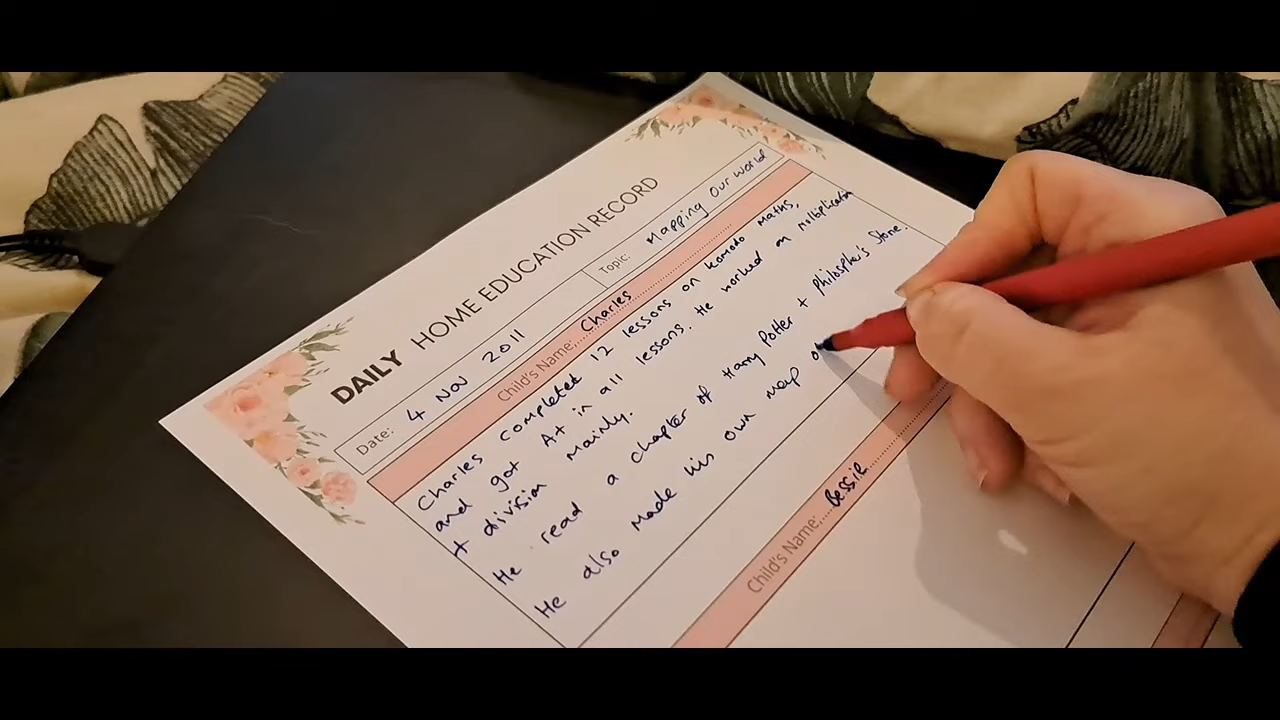 DAILY HOME EDUCATION RECORD
Date: 4 Nov 2011 Topic: Mapping Our World
Child's Name: Charles
Charles completed 12 lessons on Komodo maths,
and got A+ in all lessons. He worked on multiplication
+ division mainly.
He read a chapter of Harry Potter + Philospher's Stone.
He also made his own map o
Child's Name: Bessie